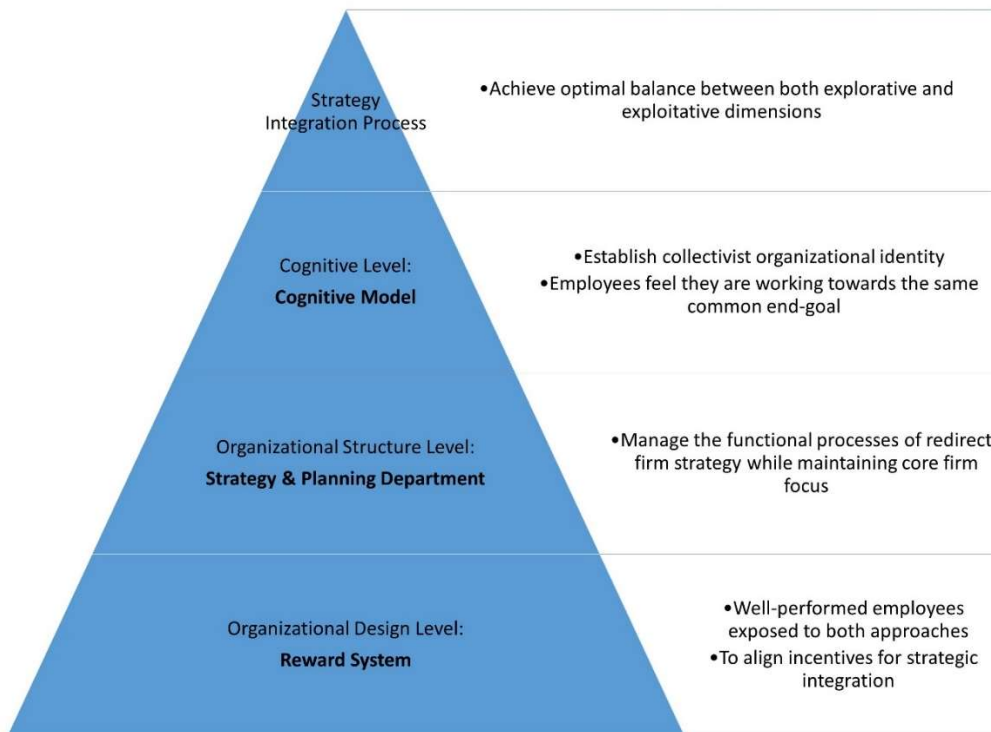 Strategy
Integration Process
•Achieve optimal balance between both explorative and
exploitative dimensions
Cognitive Level:
Cognitive Model
•Establish collectivist organizational identity
•Employees feel they are working towards the same
common end-goal
Organizational Structure Level:
Strategy & Planning Department
•Manage the functional processes of redirect
firm strategy while maintaining core firm
focus
Organizational Design Level:
Reward System
•Well-performed employees
exposed to both approaches
•To align incentives for strategic
integration